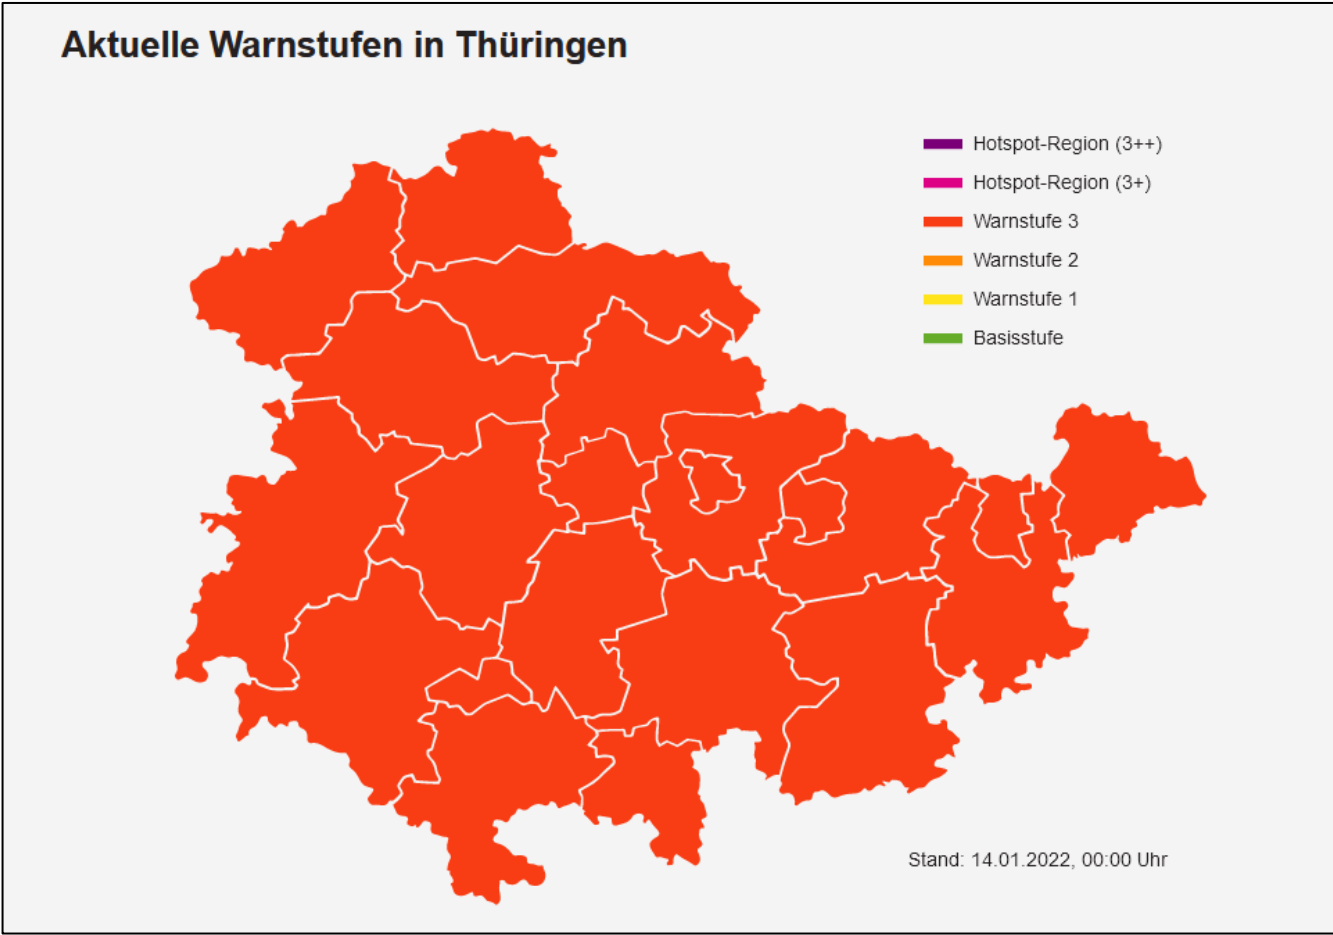 Aktuelle Warnstufen in Thüringen
Hotspot-Region (3++)
Hotspot-Region (3+)
Warnstufe 3
Warnstufe 2
Warnstufe 1
Basisstufe
Stand: 14.01.2022, 00:00 Uhr